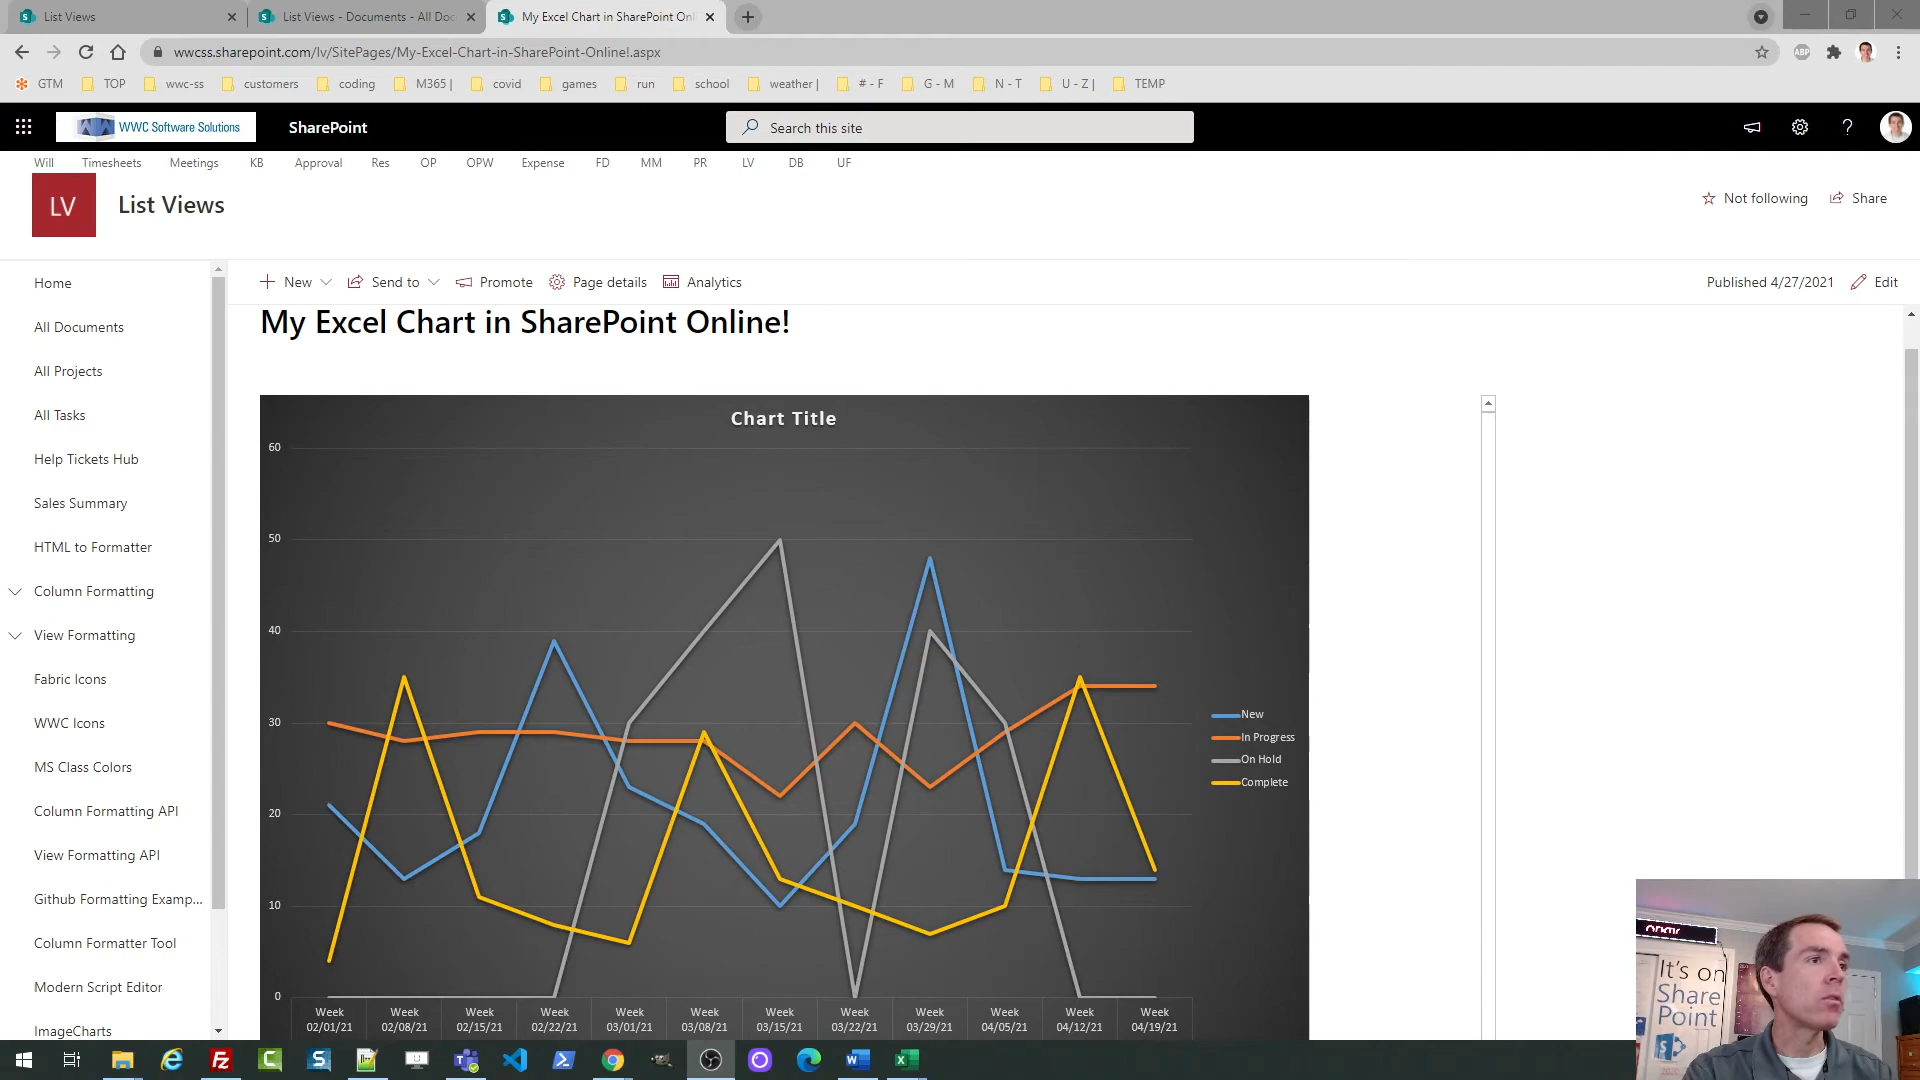 List Views
List Views - Documents - All Doc
My Excel Chart in SharePoint Onl
wwcss.sharepoint.com/lv/SitePages/My-Excel-Chart-in-SharePoint-Online!.aspx
ABP
GTM TOP wwc-ss customers coding M365 | covid games run school weather | # - F G - M N - T U - Z | TEMP
WWC Software Solutions
SharePoint
Search this site
Will Timesheets Meetings KB Approval Res OP OPW Expense FD MM PR LV DB UF
LV
List Views
Not following
Share
New
Send to
Promote
Page details
Analytics
Published 4/27/2021
Edit
Home
All Documents
All Projects
All Tasks
Help Tickets Hub
Sales Summary
HTML to Formatter
Column Formatting
View Formatting
Fabric Icons
WWC Icons
MS Class Colors
Column Formatting API
View Formatting API
Github Formatting Examp...
Column Formatter Tool
Modern Script Editor
ImageCharts
My Excel Chart in SharePoint Online!
Chart Title
60
50
40
30
20
10
0
New
In Progress
On Hold
Complete
Week 02/01/21
Week 02/08/21
Week 02/15/21
Week 02/22/21
Week 03/01/21
Week 03/08/21
Week 03/15/21
Week 03/22/21
Week 03/29/21
Week 04/05/21
Week 04/12/21
Week 04/19/21
It's on
Share
Point